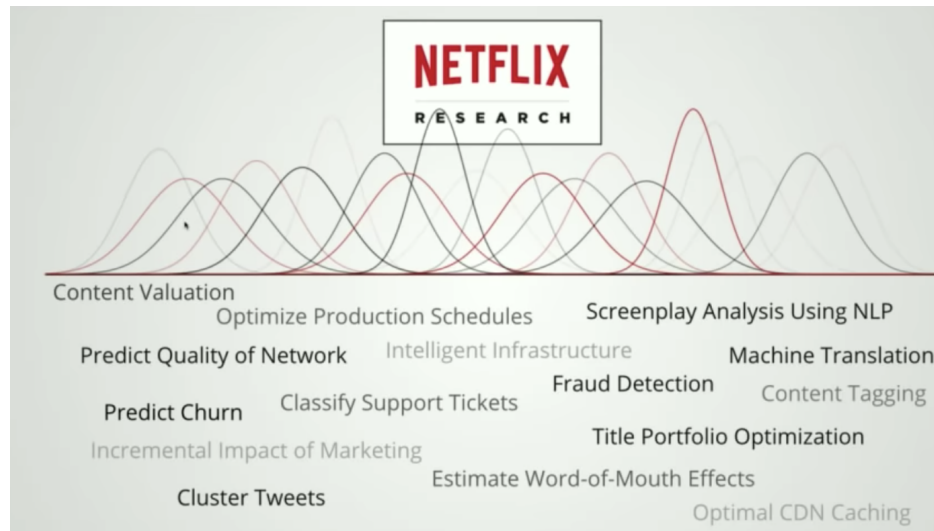 NETFLIX
RESEARCH
Content Valuation
Optimize Production Schedules
Screenplay Analysis Using NLP
Predict Quality of Network
Intelligent Infrastructure
Machine Translation
Fraud Detection
Content Tagging
Classify Support Tickets
Predict Churn
Title Portfolio Optimization
Incremental Impact of Marketing
Estimate Word-of-Mouth Effects
Cluster Tweets
Optimal CDN Caching